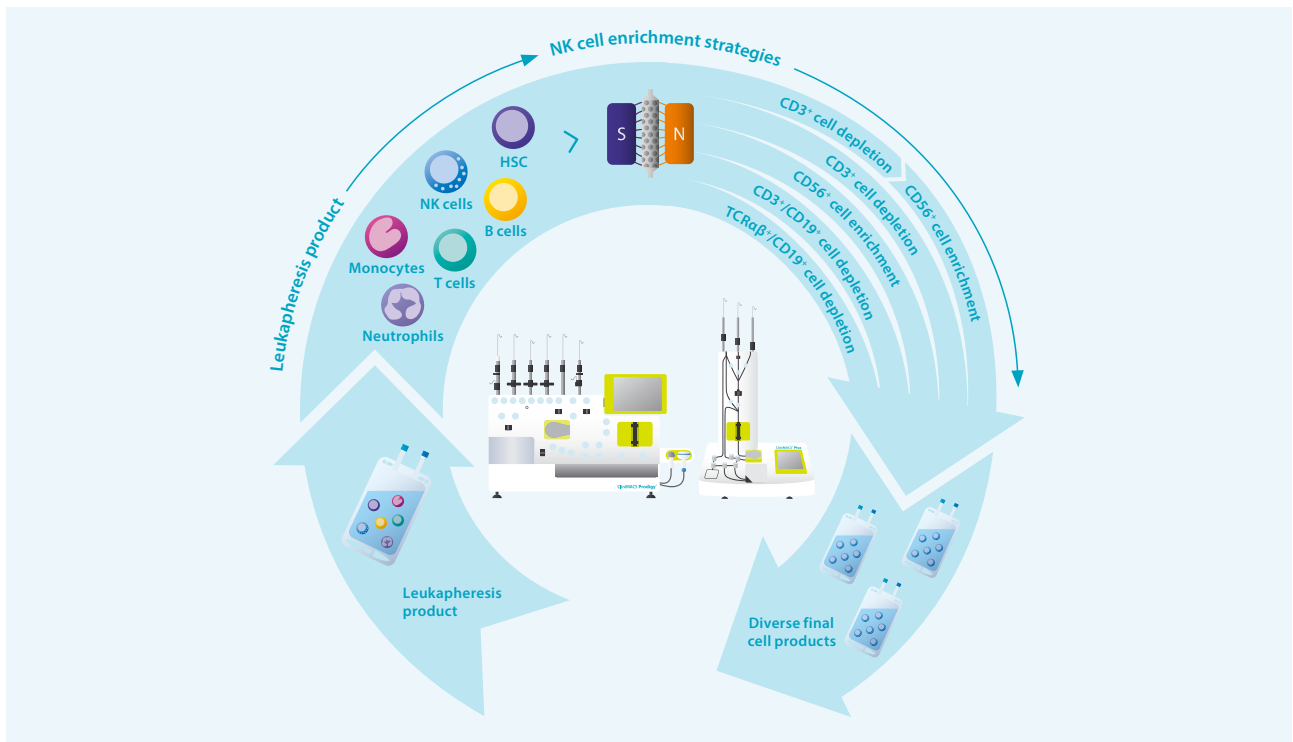 NK cell enrichment strategies
Leukapheresis product
HSC
NK cells
B cells
Monocytes
T cells
Neutrophils
S
N
CD3⁺ cell depletion
CD56⁺ cell enrichment
CD3⁺ cell depletion
CD56⁺ cell enrichment
CD3⁺/CD19⁺ cell depletion
TCRαβ⁺/CD19⁺ cell depletion
CliniMACS Prodigy
CliniMACS Plus
Leukapheresis
product
Diverse final
cell products